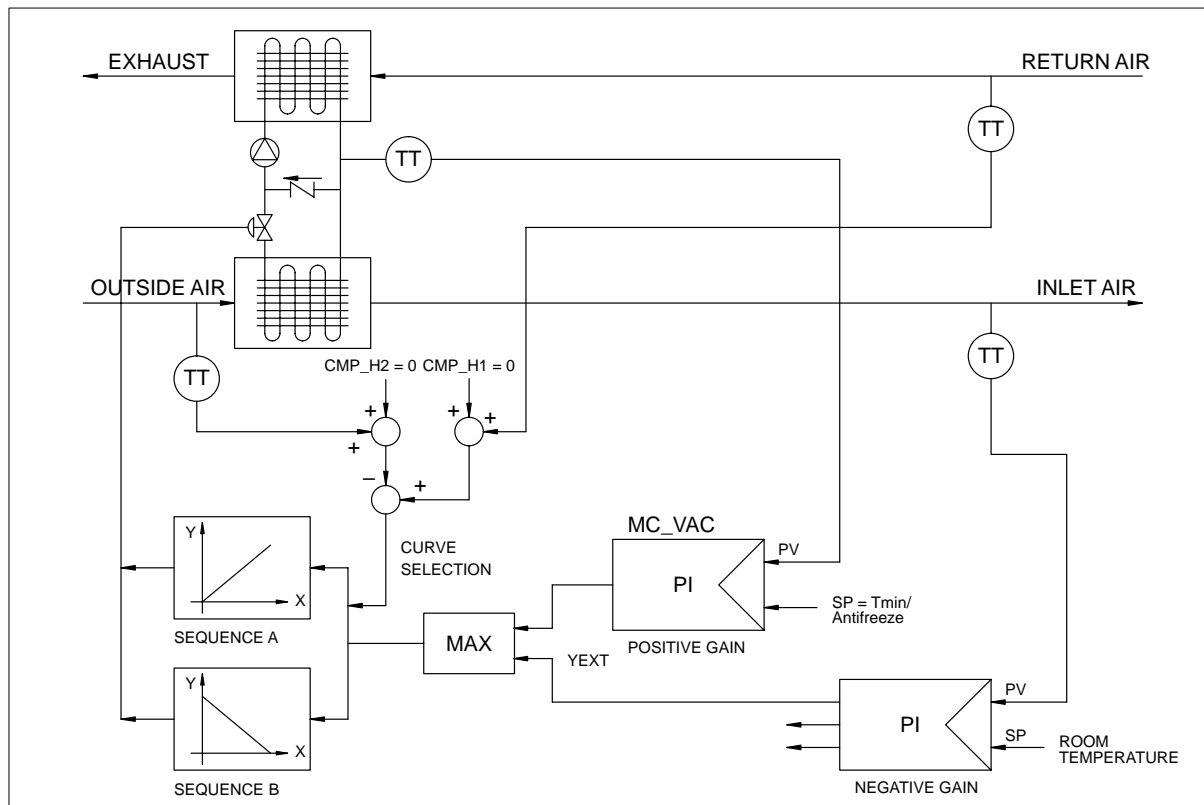 EXHAUST
RETURN AIR
TT
TT
OUTSIDE AIR
INLET AIR
TT
TT
CMP_H2 = 0
CMP_H1 = 0
+
+
+
+
–
+
MC_VAC
Y
X
CURVE
SELECTION
PV
PI
SP = Tmin/
Antifreeze
SEQUENCE A
MAX
POSITIVE GAIN
YEXT
Y
X
PV
PI
SP
ROOM
TEMPERATURE
SEQUENCE B
NEGATIVE GAIN